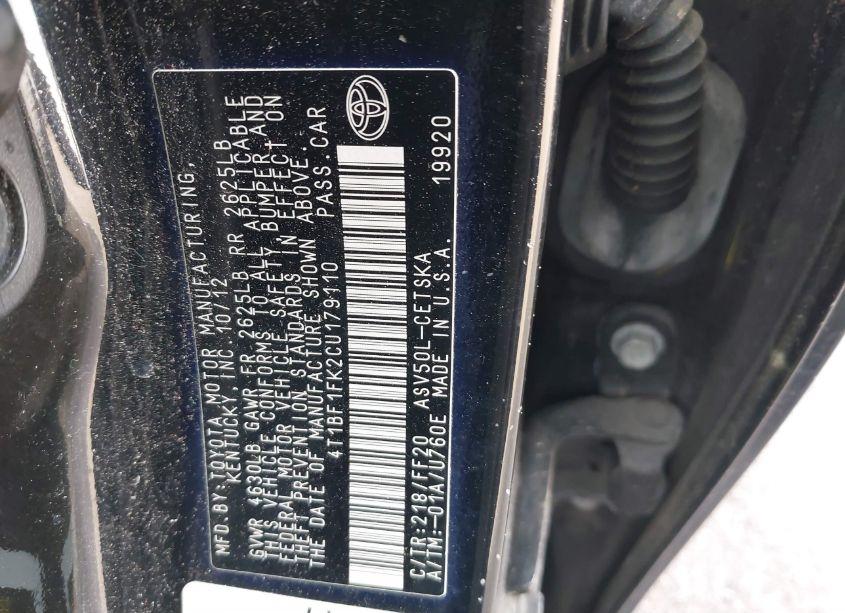 MFD.BY TOYOTA MOTOR MANUFACTURING,
KENTUCKY INC 10/12
GVWR 4630LB GAWR FR 2625LB RR 2625LB
THIS VEHICLE CONFORMS TO ALL APPLICABLE
FEDERAL MOTOR VEHICLE SAFETY, BUMPER, AND
THEFT PREVENTION STANDARDS IN EFFECT ON
THE DATE OF MANUFACTURE SHOWN ABOVE.
4T1BF1FK2CU179110 PASS.CAR
C/TR:218/FF20 ASV50L-CETSKA 19920
A/TM:-01A/U760E MADE IN U.S.A.